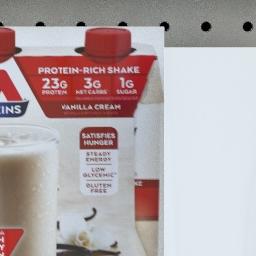 PROTEIN-RICH SHAKE
23G 3G 1G
PROTEIN NET CARBS* SUGAR
KINS
VANILLA CREAM
SATISFIES
HUNGER
STEADY
ENERGY
LOW
GLYCEMIC**
GLUTEN
FREE